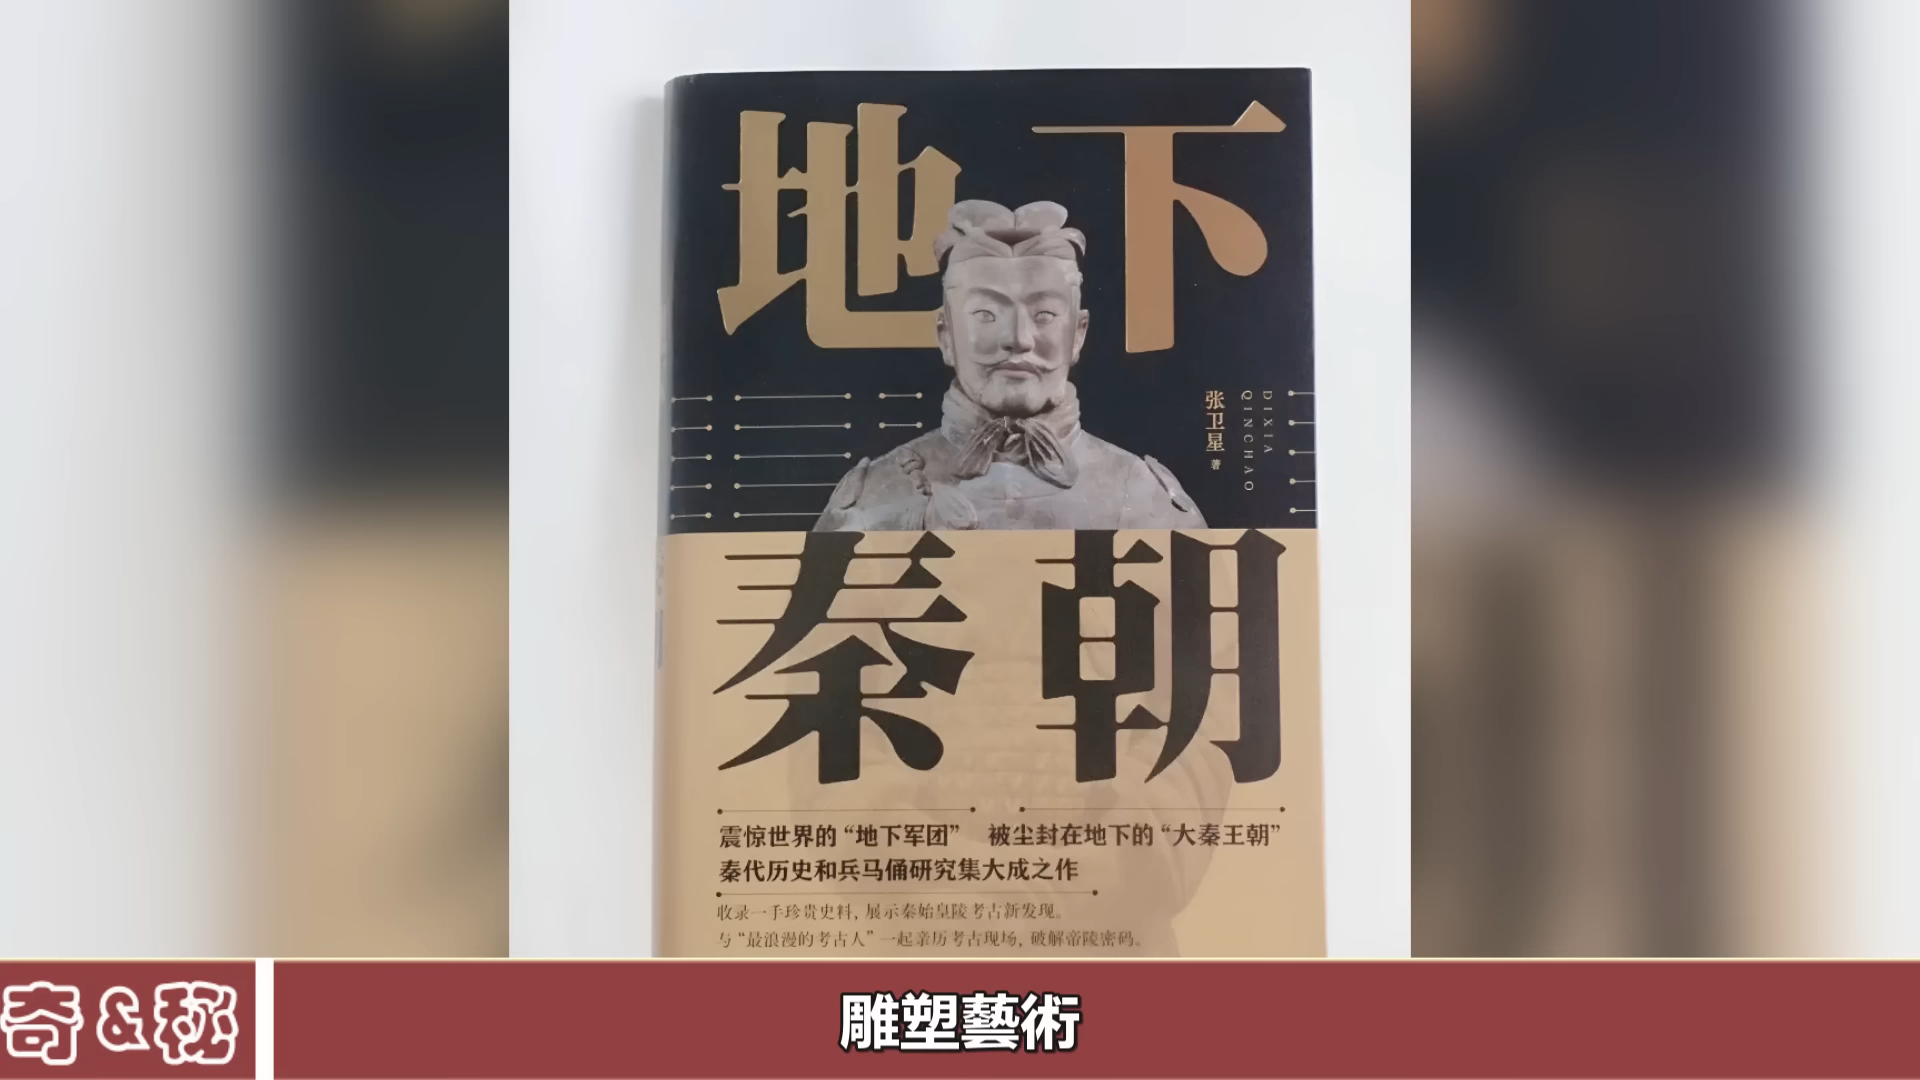 地下
张卫星 著
DIXIA
QINCHAO
秦朝
震惊世界的“地下军团” 被尘封在地下的“大秦王朝”
秦代历史和兵马俑研究集大成之作
收录一手珍贵史料，展示秦始皇陵考古新发现。
与“最浪漫的考古人”一起亲历考古现场，破解帝陵密码。
奇&秘
雕塑藝術